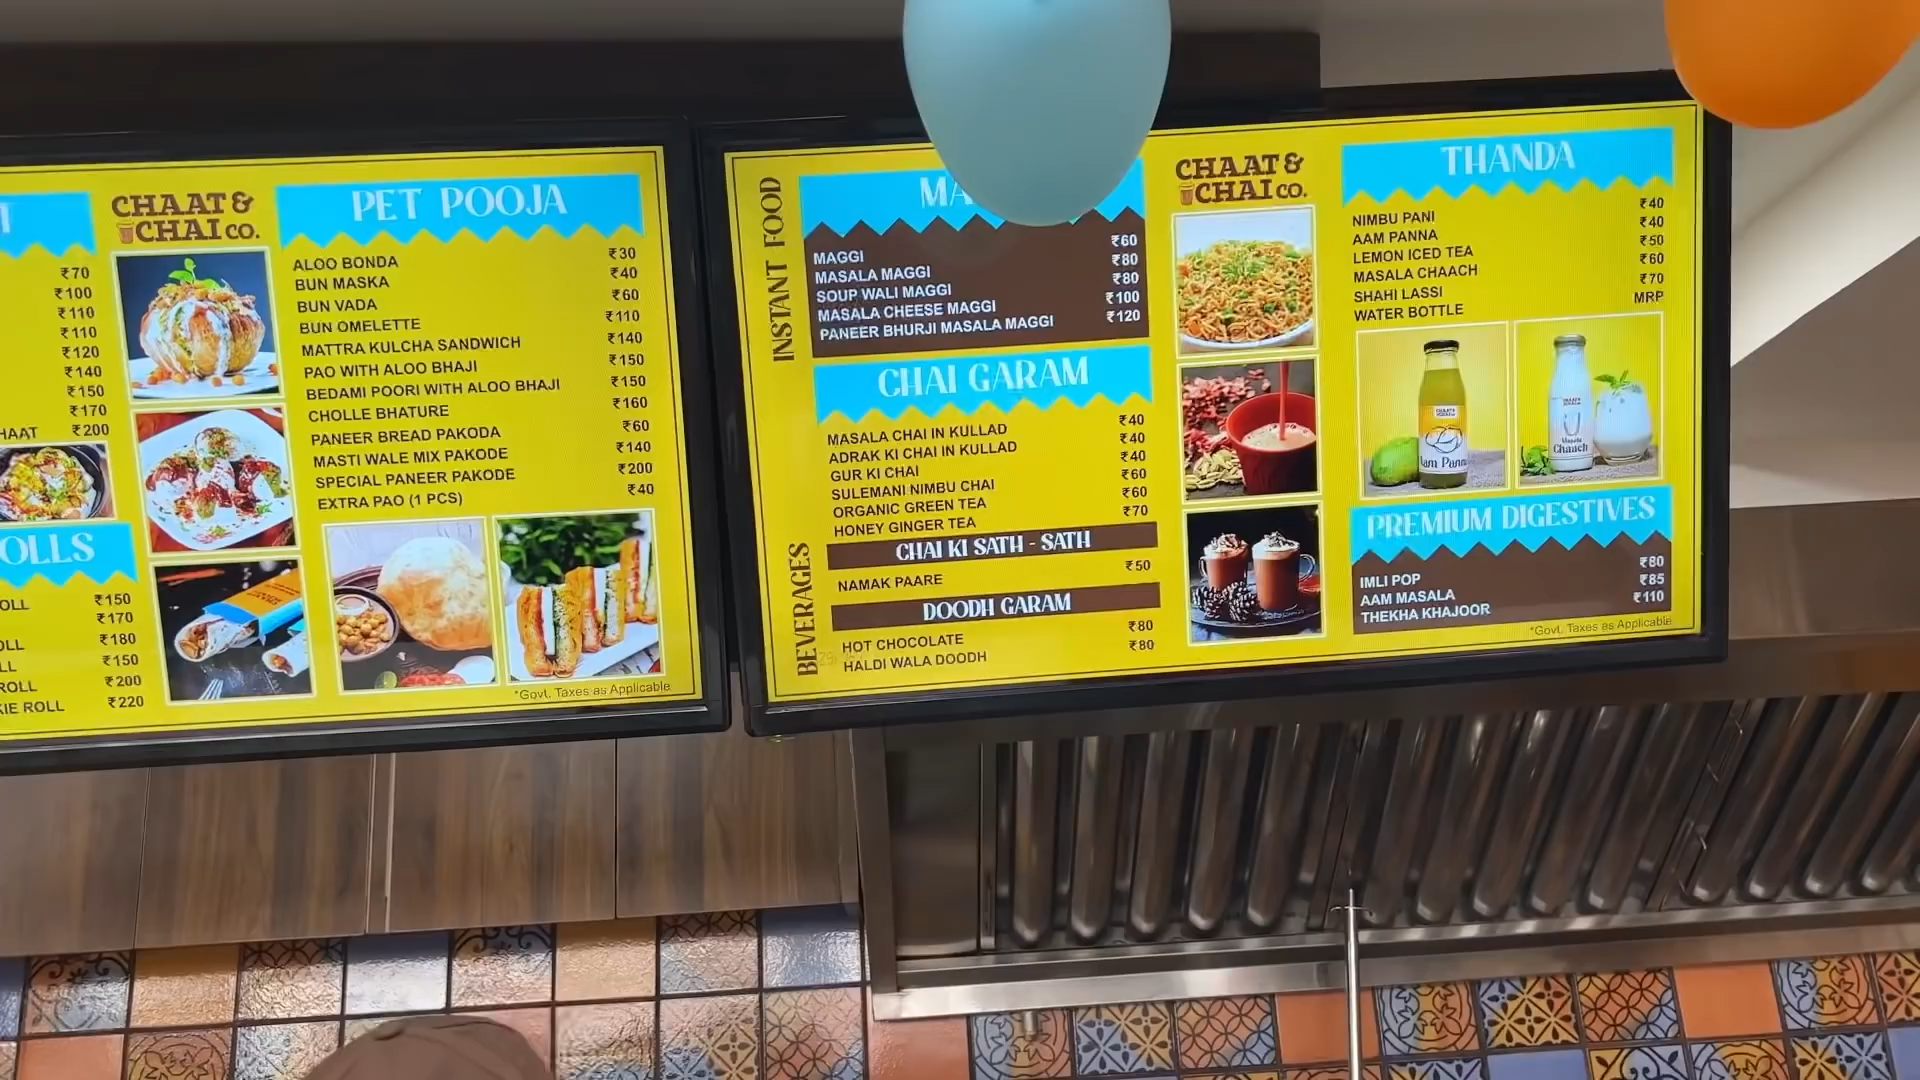 ₹70
₹100
₹110
₹110
₹120
₹140
₹150
₹170
HAAT ₹200
OLLS
OLL ₹150
₹170
OLL ₹180
LL ₹150
ROLL ₹200
KIE ROLL ₹220
CHAAT &
CHAI CO.
PET POOJA
ALOO BONDA ₹30
BUN MASKA ₹40
BUN VADA ₹60
BUN OMELETTE ₹110
MATTRA KULCHA SANDWICH ₹140
PAO WITH ALOO BHAJI ₹150
BEDAMI POORI WITH ALOO BHAJI ₹150
CHOLLE BHATURE ₹160
PANEER BREAD PAKODA ₹60
MASTI WALE MIX PAKODE ₹140
SPECIAL PANEER PAKODE ₹200
EXTRA PAO (1 PCS) ₹40
*Govt. Taxes as Applicable
INSTANT FOOD
MA
MAGGI ₹60
MASALA MAGGI ₹80
SOUP WALI MAGGI ₹80
MASALA CHEESE MAGGI ₹100
PANEER BHURJI MASALA MAGGI ₹120
BEVERAGES
CHAI GARAM
MASALA CHAI IN KULLAD ₹40
ADRAK KI CHAI IN KULLAD ₹40
GUR KI CHAI ₹40
SULEMANI NIMBU CHAI ₹60
ORGANIC GREEN TEA ₹60
HONEY GINGER TEA ₹70
CHAI KI SATH - SATH
NAMAK PAARE ₹50
DOODH GARAM
HOT CHOCOLATE ₹80
HALDI WALA DOODH ₹80
CHAAT &
CHAI CO.
THANDA
NIMBU PANI ₹40
AAM PANNA ₹40
LEMON ICED TEA ₹50
MASALA CHAACH ₹60
SHAHI LASSI ₹70
WATER BOTTLE MRP
Aam Panna
Masala
Chaach
PREMIUM DIGESTIVES
IMLI POP ₹80
AAM MASALA ₹85
THEKHA KHAJOOR ₹110
*Govt. Taxes as Applicable